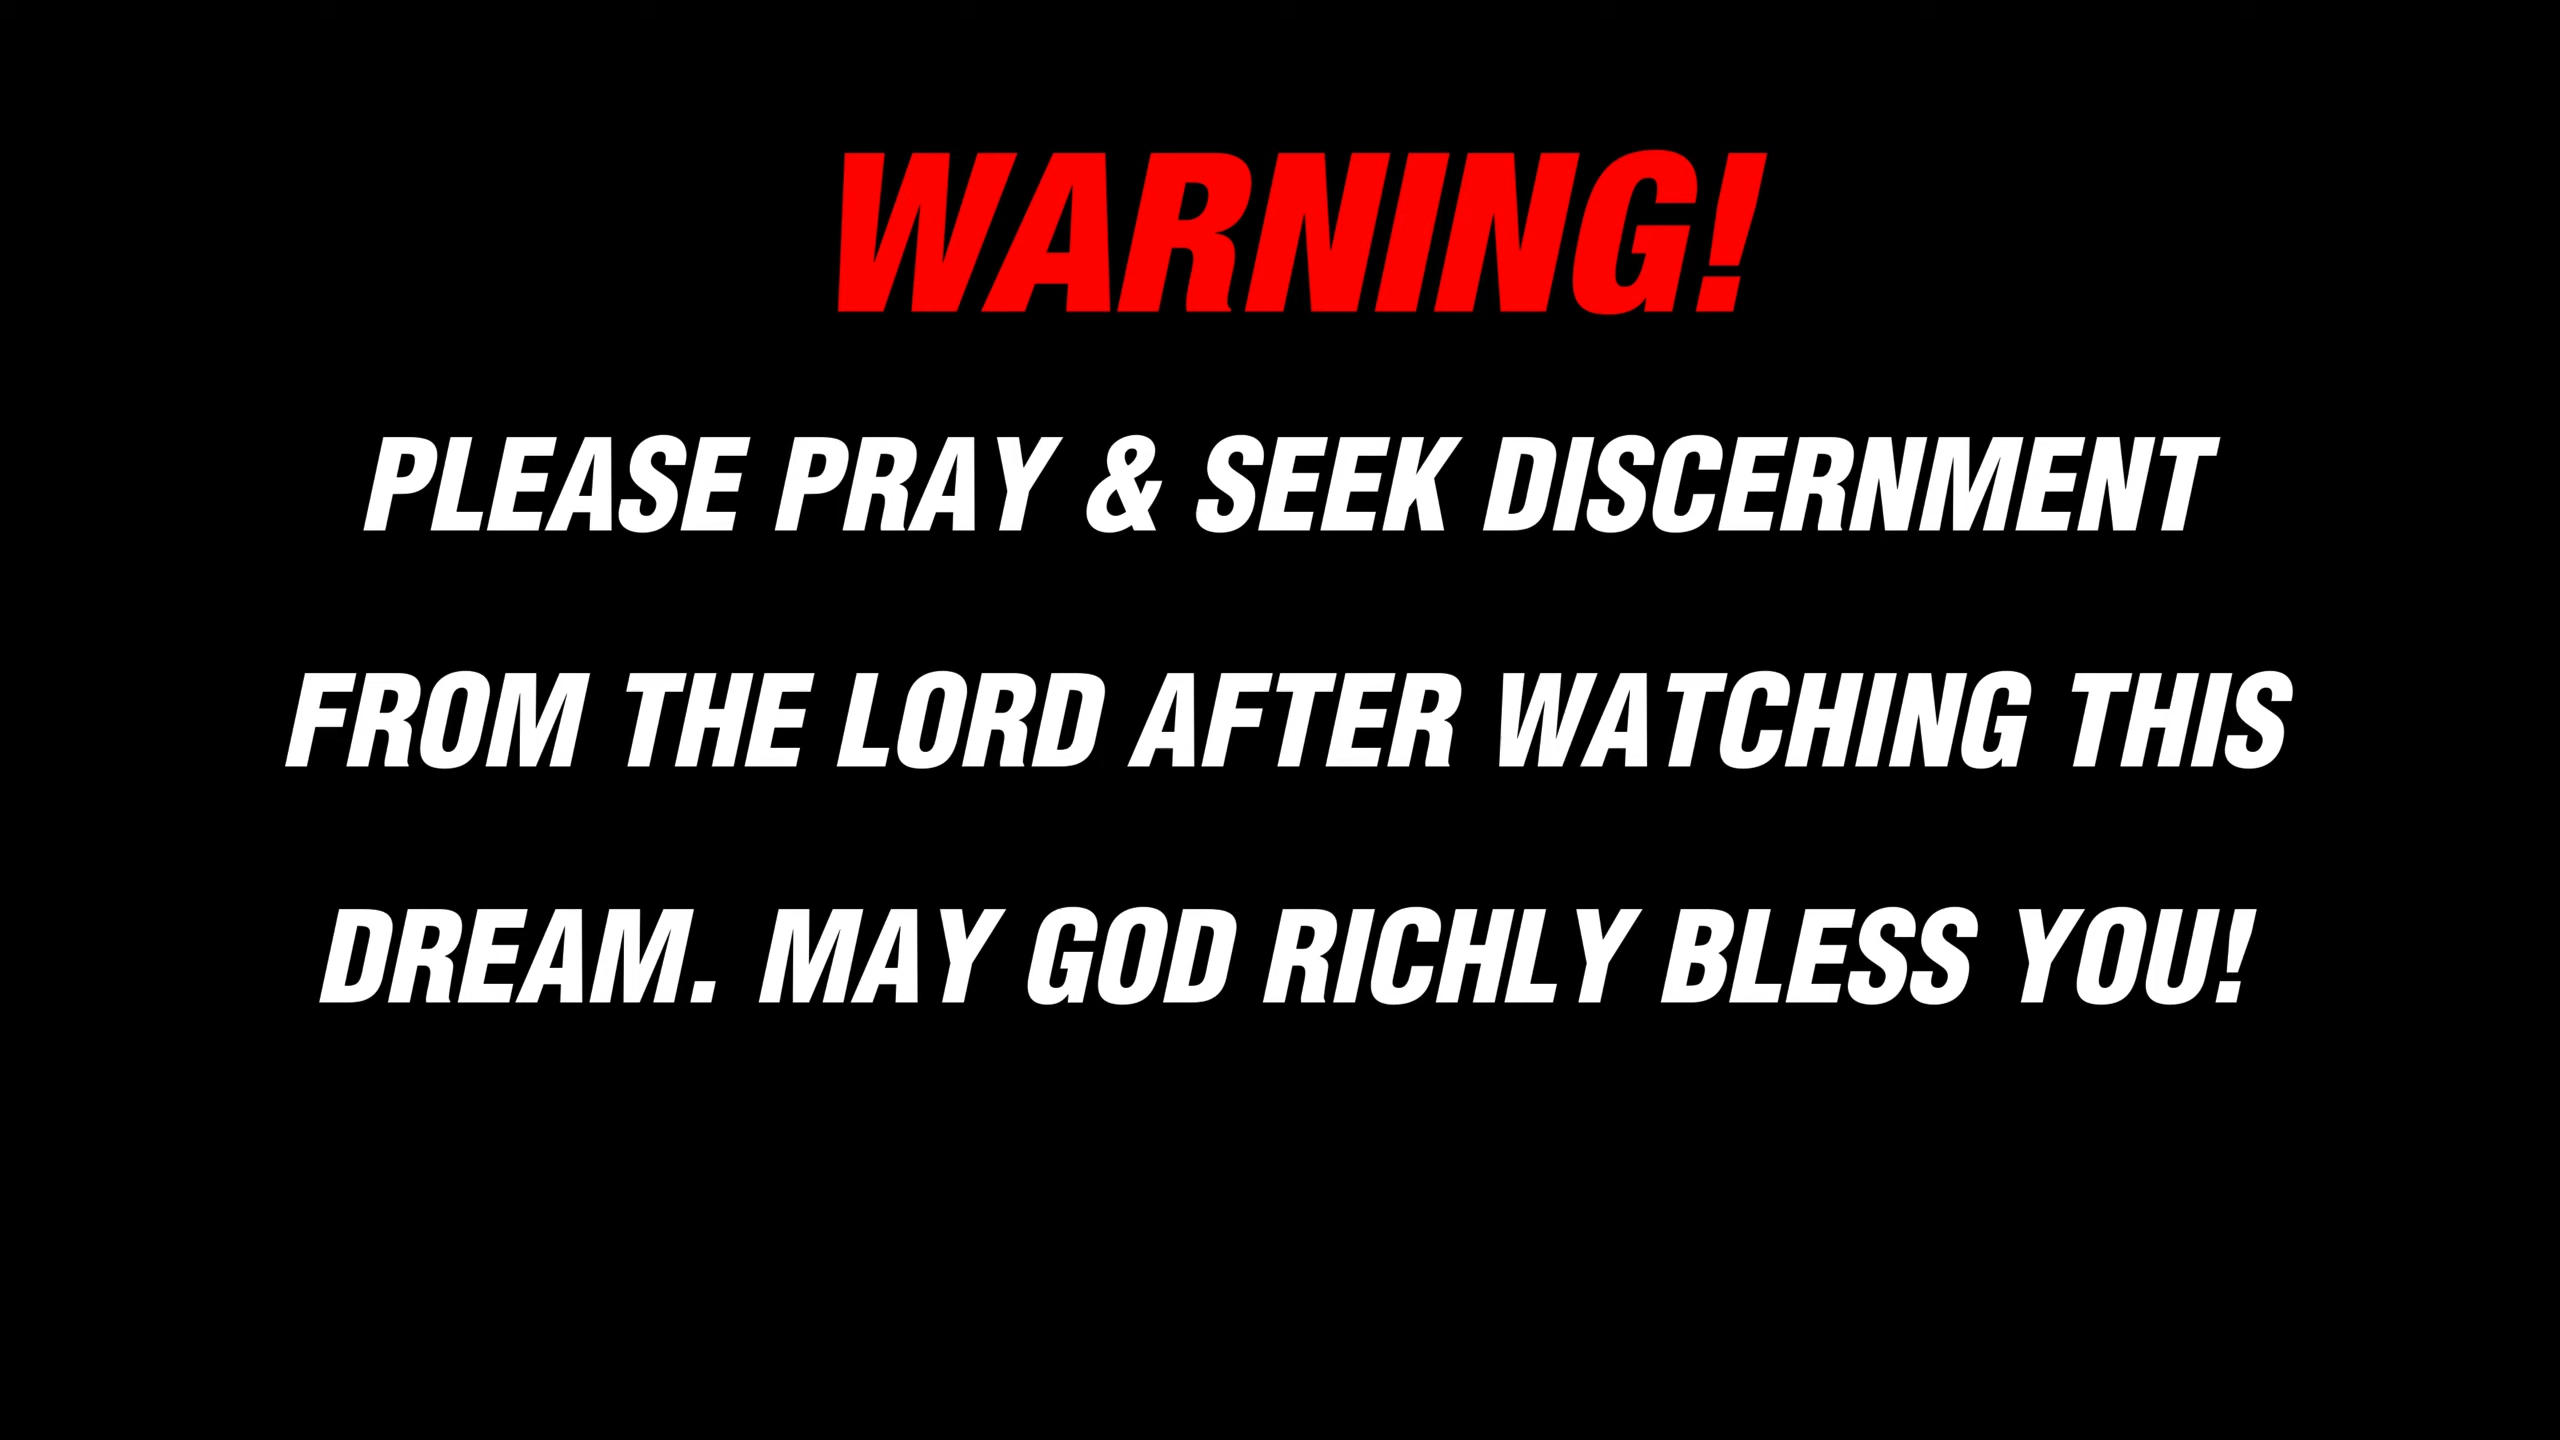 WARNING!
PLEASE PRAY & SEEK DISCERNMENT
FROM THE LORD AFTER WATCHING THIS
DREAM. MAY GOD RICHLY BLESS YOU!